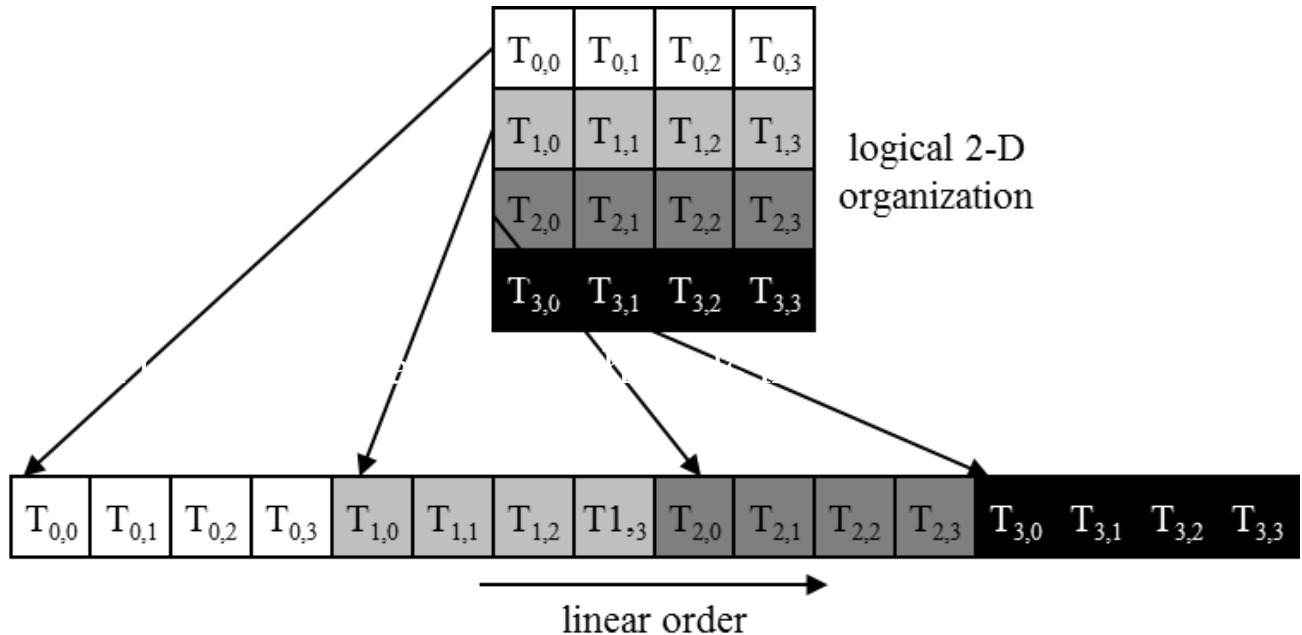 T0,0 T0,1 T0,2 T0,3
T1,0 T1,1 T1,2 T1,3
T2,0 T2,1 T2,2 T2,3
T3,0 T3,1 T3,2 T3,3
logical 2-D
organization
T0,0 T0,1 T0,2 T0,3 T1,0 T1,1 T1,2 T1,3 T2,0 T2,1 T2,2 T2,3 T3,0 T3,1 T3,2 T3,3
linear order